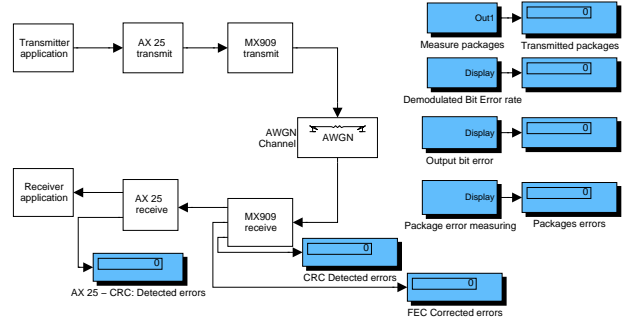 Transmitter
application
AX 25
transmit
MX909
transmit
Out1
0
Measure packages
Transmitted packages
Display
0
Demodulated Bit Error rate
AWGN
Channel
AWGN
Display
0
Output bit error
Receiver
application
AX 25
receive
MX909
receive
Display
0
Package error measuring
Packages errors
0
CRC Detected errors
0
AX 25 – CRC: Detected errors
0
FEC Corrected errors